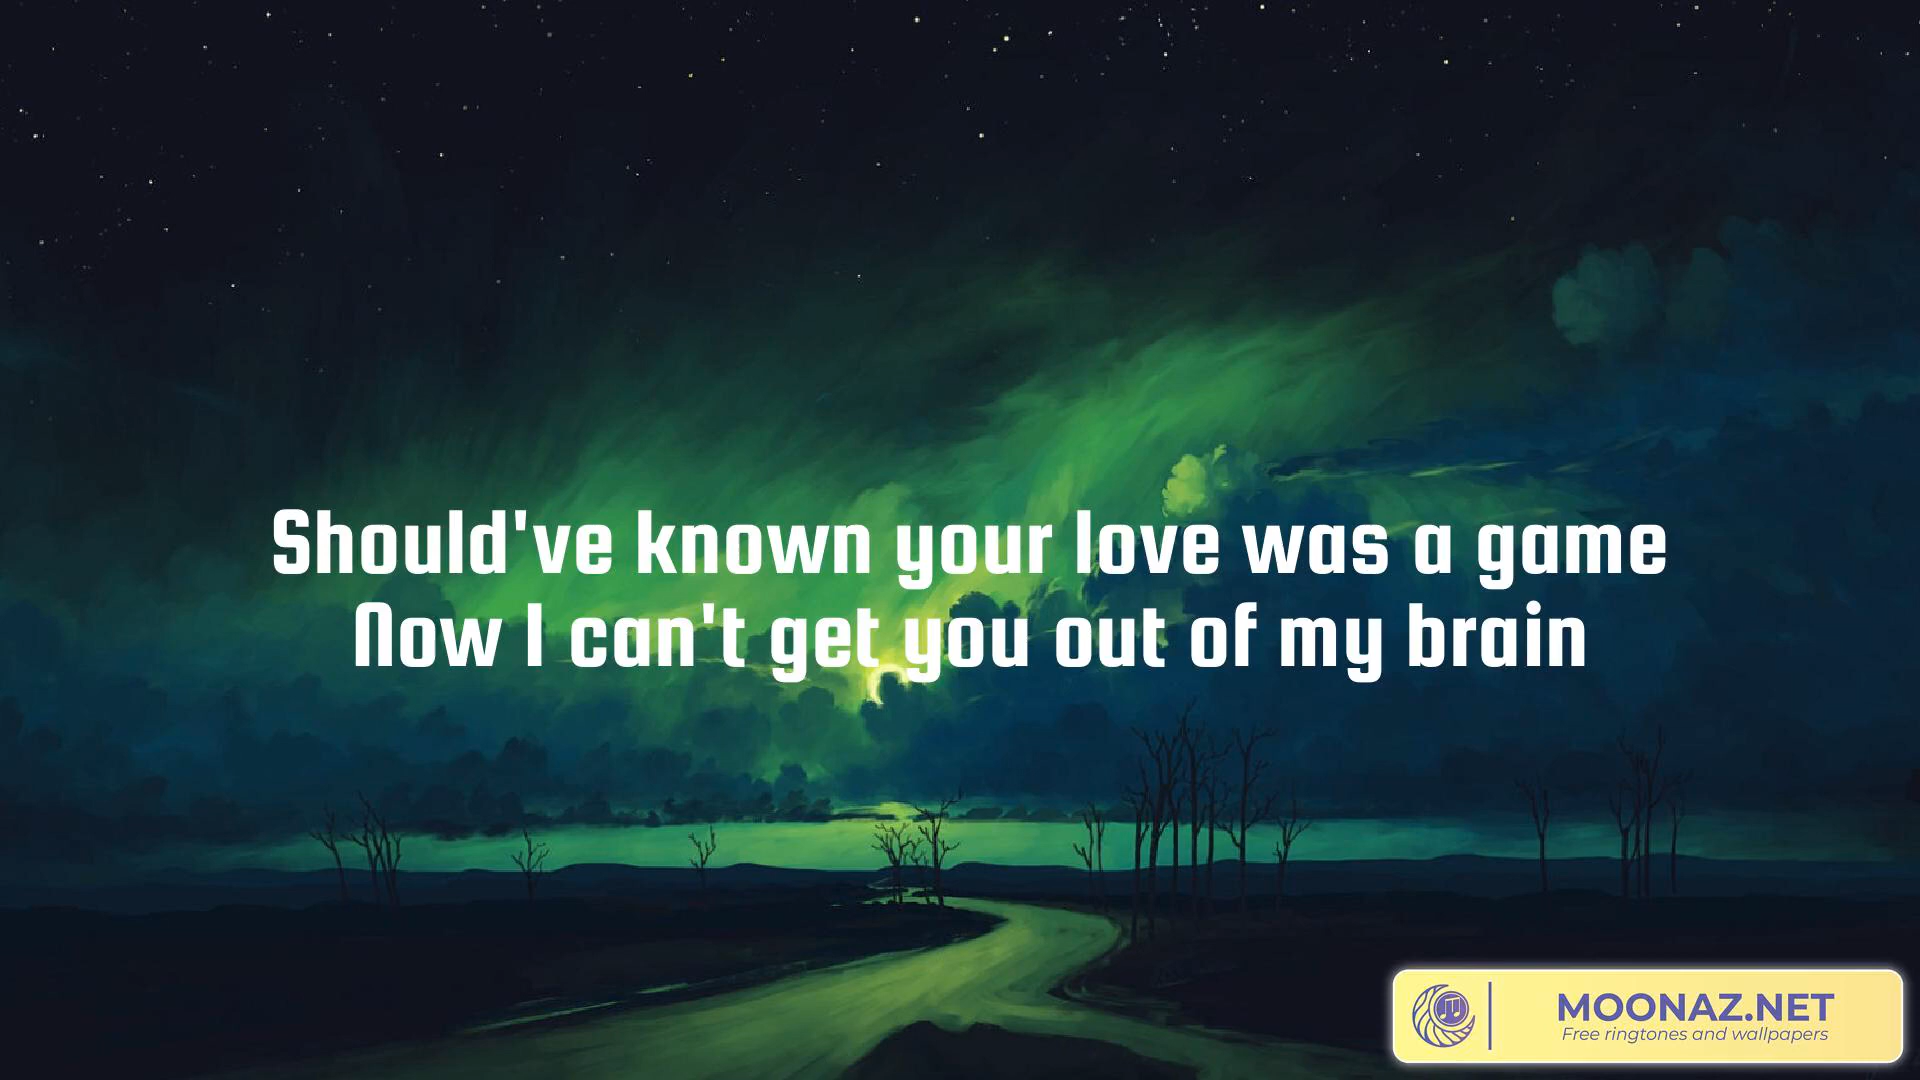 Should've known your love was a game
Now I can't get you out of my brain
MOONAZ.NET
Free ringtones and wallpapers